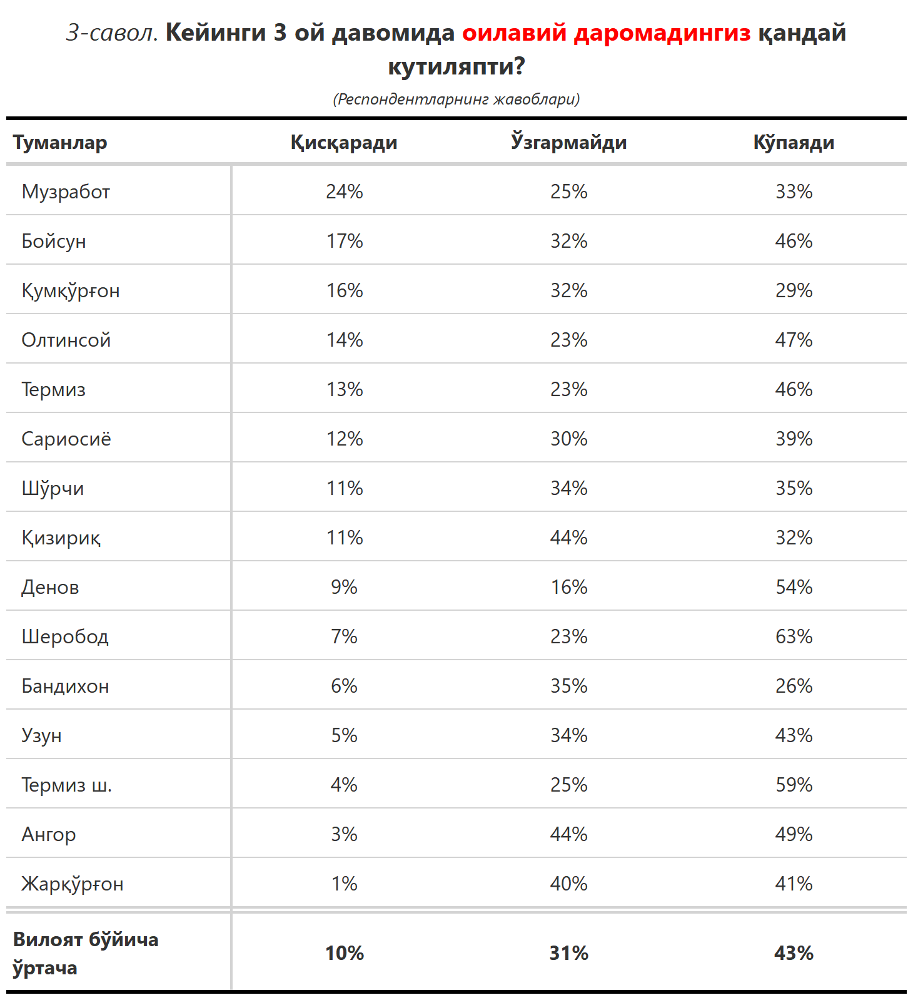 3-савол. Кейинги 3 ой давомида оилавий даромадингиз қандай
кутиляпти?
(Респондентларнинг жавоблари)
Туманлар Қисқаради Ўзгармайди Кўпаяди
Музработ 24% 25% 33%
Бойсун 17% 32% 46%
Қумқўрғон 16% 32% 29%
Олтинсой 14% 23% 47%
Термиз 13% 23% 46%
Сариосиё 12% 30% 39%
Шўрчи 11% 34% 35%
Қизириқ 11% 44% 32%
Денов 9% 16% 54%
Шеробод 7% 23% 63%
Бандихон 6% 35% 26%
Узун 5% 34% 43%
Термиз ш. 4% 25% 59%
Ангор 3% 44% 49%
Жарқўрғон 1% 40% 41%
Вилоят бўйича
ўртача 10% 31% 43%